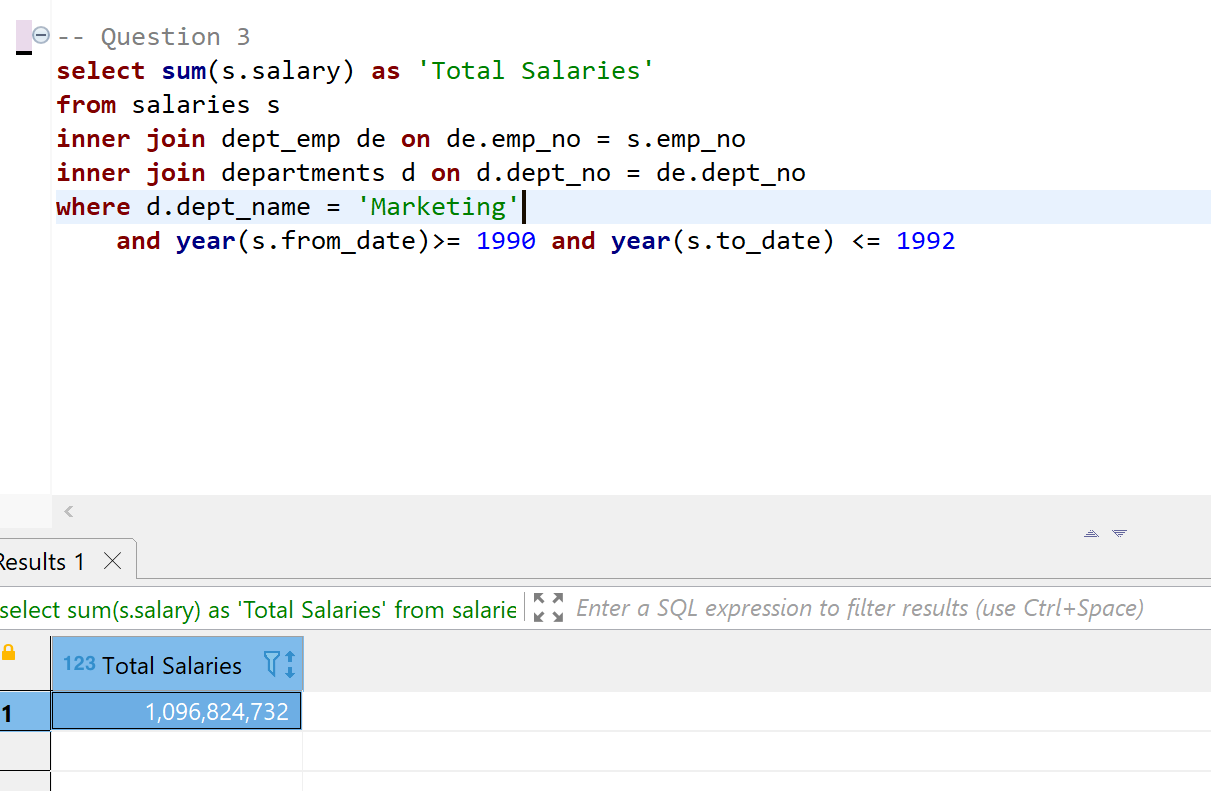 -- Question 3
select sum(s.salary) as 'Total Salaries'
from salaries s
inner join dept_emp de on de.emp_no = s.emp_no
inner join departments d on d.dept_no = de.dept_no
where d.dept_name = 'Marketing'
    and year(s.from_date)>= 1990 and year(s.to_date) <= 1992
Results 1
select sum(s.salary) as 'Total Salaries' from salarie
Enter a SQL expression to filter results (use Ctrl+Space)
123 Total Salaries
1 1,096,824,732